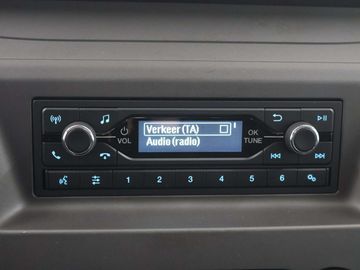 Verkeer (TA)
Audio (radio)
VOL
OK
TUNE
1 2 3 4 5 6